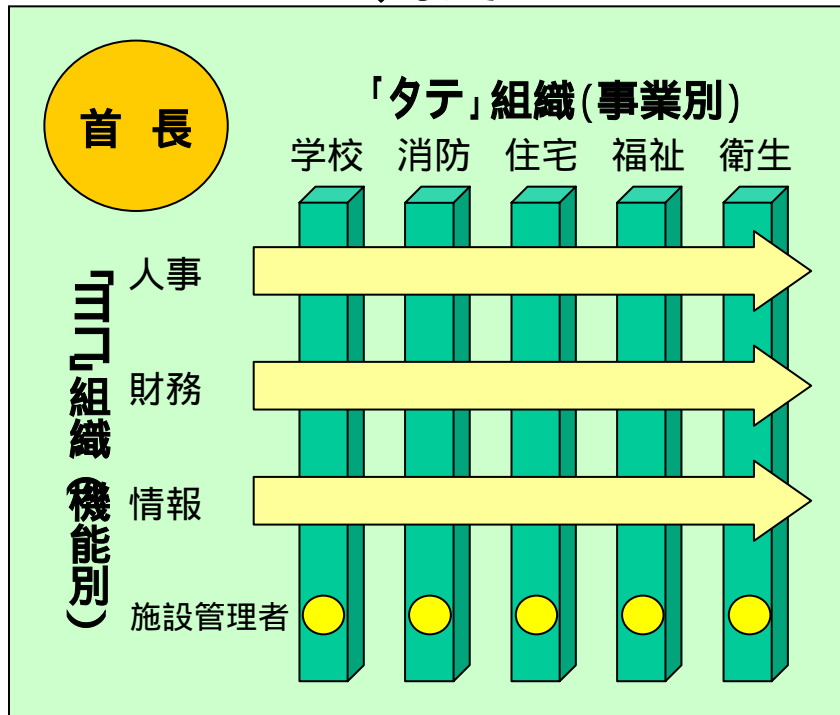 首 長
「タテ」組織(事業別)
学校 消防 住宅 福祉 衛生
「ヨコ」組織(機能別)
人事
財務
情報
施設管理者